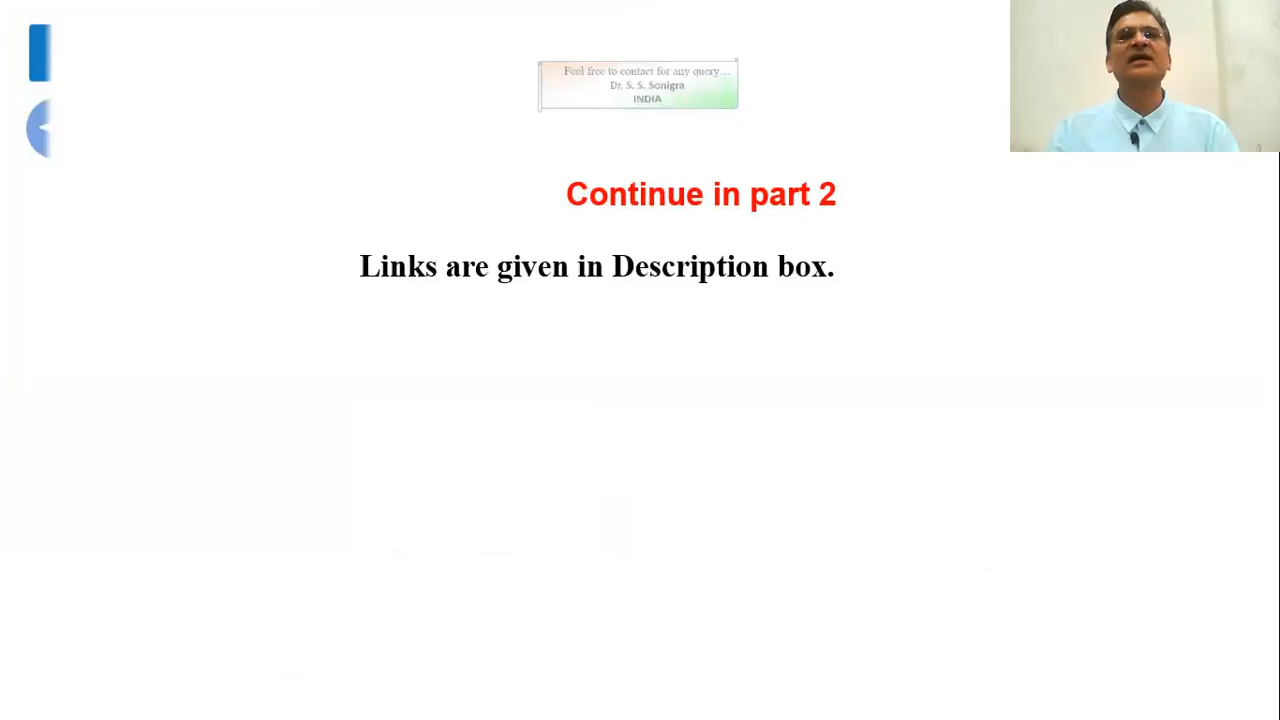 Feel free to contact for any query...
Dr. S. S. Sonigra
INDIA
Continue in part 2
Links are given in Description box.